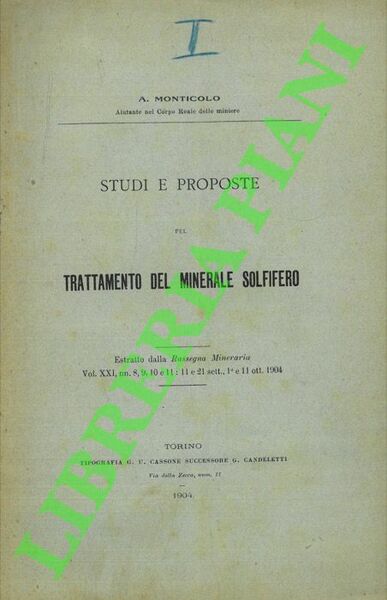 I
A. MONTICOLO
Aiutante nel Corpo Reale delle miniere
STUDI E PROPOSTE
PEL
TRATTAMENTO DEL MINERALE SOLFIFERO
Estratto dalla Rassegna Mineraria
Vol. XXI, nn. 8, 9, 10 e 11 : 11 e 21 sett., 1º e 11 ott. 1904
TORINO
TIPOGRAFIA G. U. CASSONE SUCCESSORE G. CANDELETTI
Via della Zecca, num. 11
1904
LIBRERIA PIANI